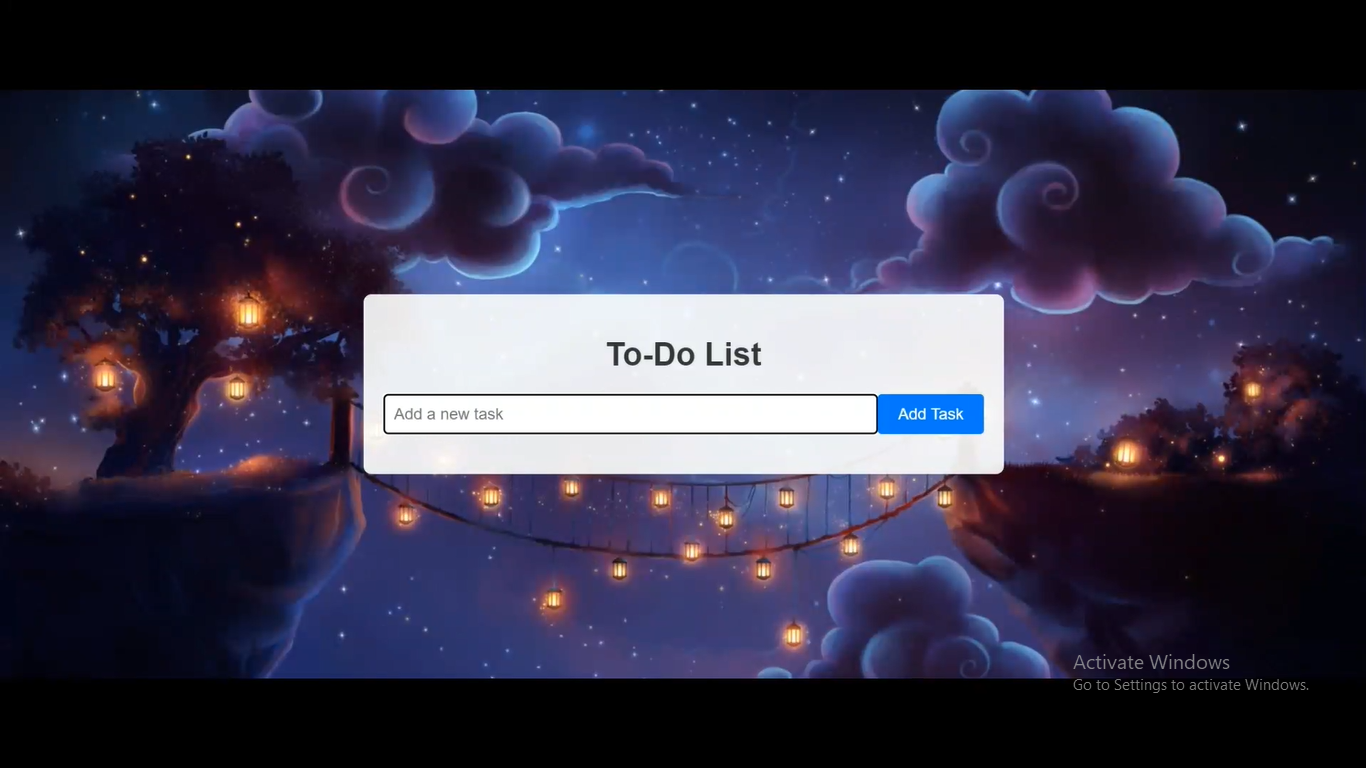 To-Do List
Add a new task
Add Task
Activate Windows
Go to Settings to activate Windows.